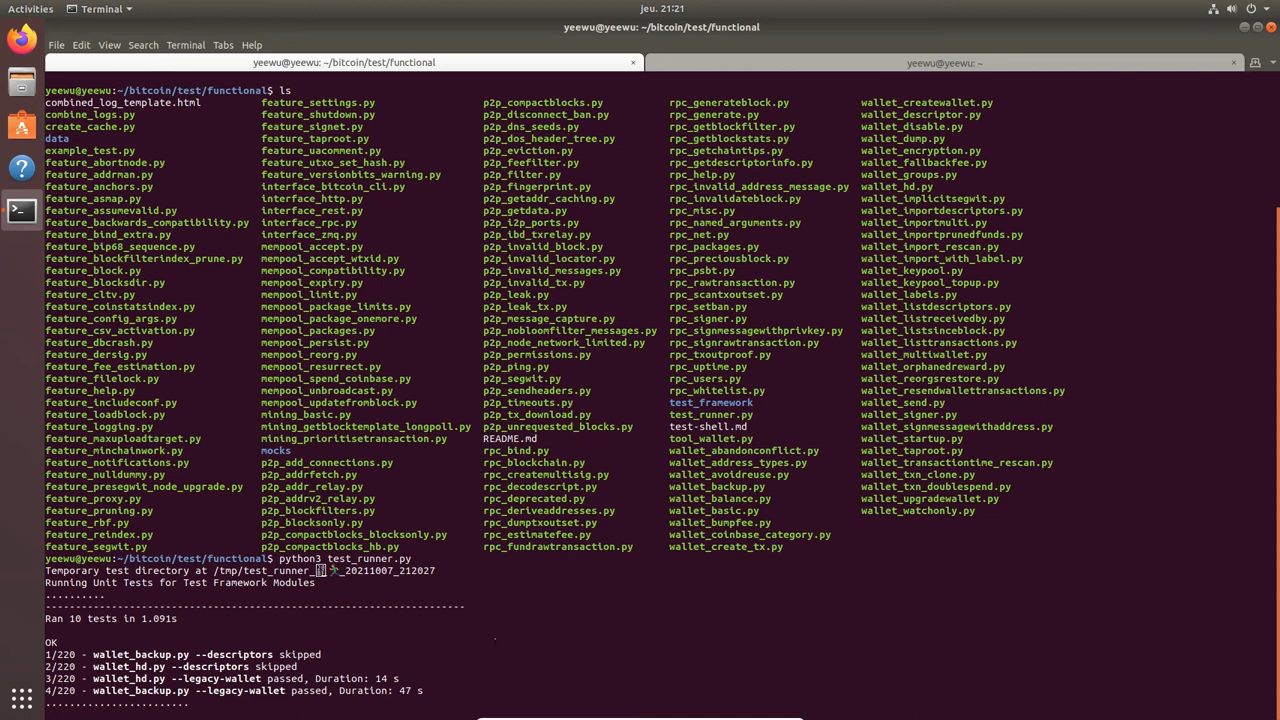 Activities Terminal jeu. 21:21
yeewu@yeewu: ~/bitcoin/test/functional
File Edit View Search Terminal Tabs Help
yeewu@yeewu: ~/bitcoin/test/functional × yeewu@yeewu: ~ ×
yeewu@yeewu:~/bitcoin/test/functional$ ls
combined_log_template.html feature_settings.py p2p_compactblocks.py rpc_generateblock.py wallet_createwallet.py
combine_logs.py feature_shutdown.py p2p_disconnect_ban.py rpc_generate.py wallet_descriptor.py
create_cache.py feature_signet.py p2p_dns_seeds.py rpc_getblockfilter.py wallet_disable.py
data feature_taproot.py p2p_dos_header_tree.py rpc_getblockstats.py wallet_dump.py
example_test.py feature_uacomment.py p2p_eviction.py rpc_getchaintips.py wallet_encryption.py
feature_abortnode.py feature_utxo_set_hash.py p2p_feefilter.py rpc_getdescriptorinfo.py wallet_fallbackfee.py
feature_addrman.py feature_versionbits_warning.py p2p_filter.py rpc_help.py wallet_groups.py
feature_anchors.py interface_bitcoin_cli.py p2p_fingerprint.py rpc_invalid_address_message.py wallet_hd.py
feature_asmap.py interface_http.py p2p_getaddr_caching.py rpc_invalidateblock.py wallet_implicitsegwit.py
feature_assumevalid.py interface_rest.py p2p_getdata.py rpc_misc.py wallet_importdescriptors.py
feature_backwards_compatibility.py interface_rpc.py p2p_i2p_ports.py rpc_named_arguments.py wallet_importmulti.py
feature_bind_extra.py interface_zmq.py p2p_ibd_txrelay.py rpc_net.py wallet_importprunedfunds.py
feature_bip68_sequence.py mempool_accept.py p2p_invalid_block.py rpc_packages.py wallet_import_rescan.py
feature_blockfilterindex_prune.py mempool_accept_wtxid.py p2p_invalid_locator.py rpc_preciousblock.py wallet_import_with_label.py
feature_block.py mempool_compatibility.py p2p_invalid_messages.py rpc_psbt.py wallet_keypool.py
feature_blocksdir.py mempool_expiry.py p2p_invalid_tx.py rpc_rawtransaction.py wallet_keypool_topup.py
feature_cltv.py mempool_limit.py p2p_leak.py rpc_scantxoutset.py wallet_labels.py
feature_coinstatsindex.py mempool_package_limits.py p2p_leak_tx.py rpc_setban.py wallet_listdescriptors.py
feature_config_args.py mempool_package_onemore.py p2p_message_capture.py rpc_signer.py wallet_listreceivedby.py
feature_csv_activation.py mempool_packages.py p2p_nobloomfilter_messages.py rpc_signmessagewithprivkey.py wallet_listsinceblock.py
feature_dbcrash.py mempool_persist.py p2p_node_network_limited.py rpc_signrawtransaction.py wallet_listtransactions.py
feature_dersig.py mempool_reorg.py p2p_permissions.py rpc_txoutproof.py wallet_multiwallet.py
feature_fee_estimation.py mempool_resurrect.py p2p_ping.py rpc_uptime.py wallet_orphanedreward.py
feature_filelock.py mempool_spend_coinbase.py p2p_segwit.py rpc_users.py wallet_reorgsrestore.py
feature_help.py mempool_unbroadcast.py p2p_sendheaders.py rpc_whitelist.py wallet_resendwallettransactions.py
feature_includeconf.py mempool_updatefromblock.py p2p_timeouts.py test_framework wallet_send.py
feature_loadblock.py mining_basic.py p2p_tx_download.py test_runner.py wallet_signer.py
feature_logging.py mining_getblocktemplate_longpoll.py p2p_unrequested_blocks.py test-shell.md wallet_signmessagewithaddress.py
feature_maxuploadtarget.py mining_prioritisetransaction.py README.md tool_wallet.py wallet_startup.py
feature_minchainwork.py mocks rpc_bind.py wallet_abandonconflict.py wallet_taproot.py
feature_notifications.py p2p_add_connections.py rpc_blockchain.py wallet_address_types.py wallet_transactiontime_rescan.py
feature_nulldummy.py p2p_addrfetch.py rpc_createmultisig.py wallet_avoidreuse.py wallet_txn_clone.py
feature_presegwit_node_upgrade.py p2p_addr_relay.py rpc_decodescript.py wallet_backup.py wallet_txn_doublespend.py
feature_proxy.py p2p_addrv2_relay.py rpc_deprecated.py wallet_balance.py wallet_upgradewallet.py
feature_pruning.py p2p_blockfilters.py rpc_deriveaddresses.py wallet_basic.py wallet_watchonly.py
feature_rbf.py p2p_blocksonly.py rpc_dumptxoutset.py wallet_bumpfee.py
feature_reindex.py p2p_compactblocks_blocksonly.py rpc_estimatefee.py wallet_coinbase_category.py
feature_segwit.py p2p_compactblocks_hb.py rpc_fundrawtransaction.py wallet_create_tx.py
yeewu@yeewu:~/bitcoin/test/functional$ python3 test_runner.py
Temporary test directory at /tmp/test_runner_🏃_20211007_212027
Running Unit Tests for Test Framework Modules
..........
----------------------------------------------------------------------
Ran 10 tests in 1.091s
OK
1/220 - wallet_backup.py --descriptors skipped
2/220 - wallet_hd.py --descriptors skipped
3/220 - wallet_hd.py --legacy-wallet passed, Duration: 14 s
4/220 - wallet_backup.py --legacy-wallet passed, Duration: 47 s
........................